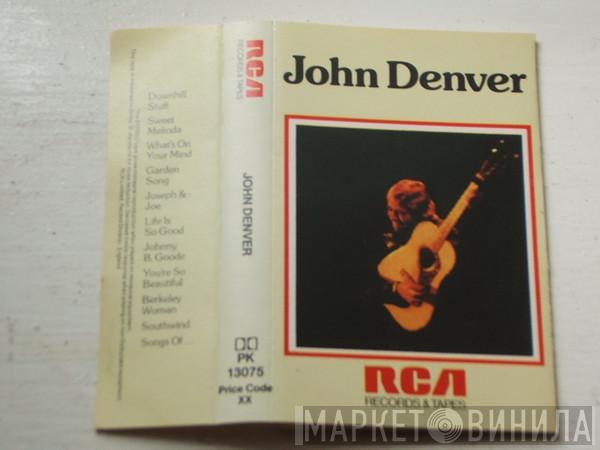 Downhill
Stuff
Sweet
Melinda
What's On
Your Mind
Garden
Song
Joseph &
Joe
Life Is
So Good
Johnny
B. Goode
You're So
Beautiful
Berkeley
Woman
Southwind
Songs Of...
RCA
RECORDS & TAPES
JOHN DENVER
PK
13075
Price Code
XX
John Denver
RCA
RECORDS & TAPES
МАРКЕТ ВИНИЛА